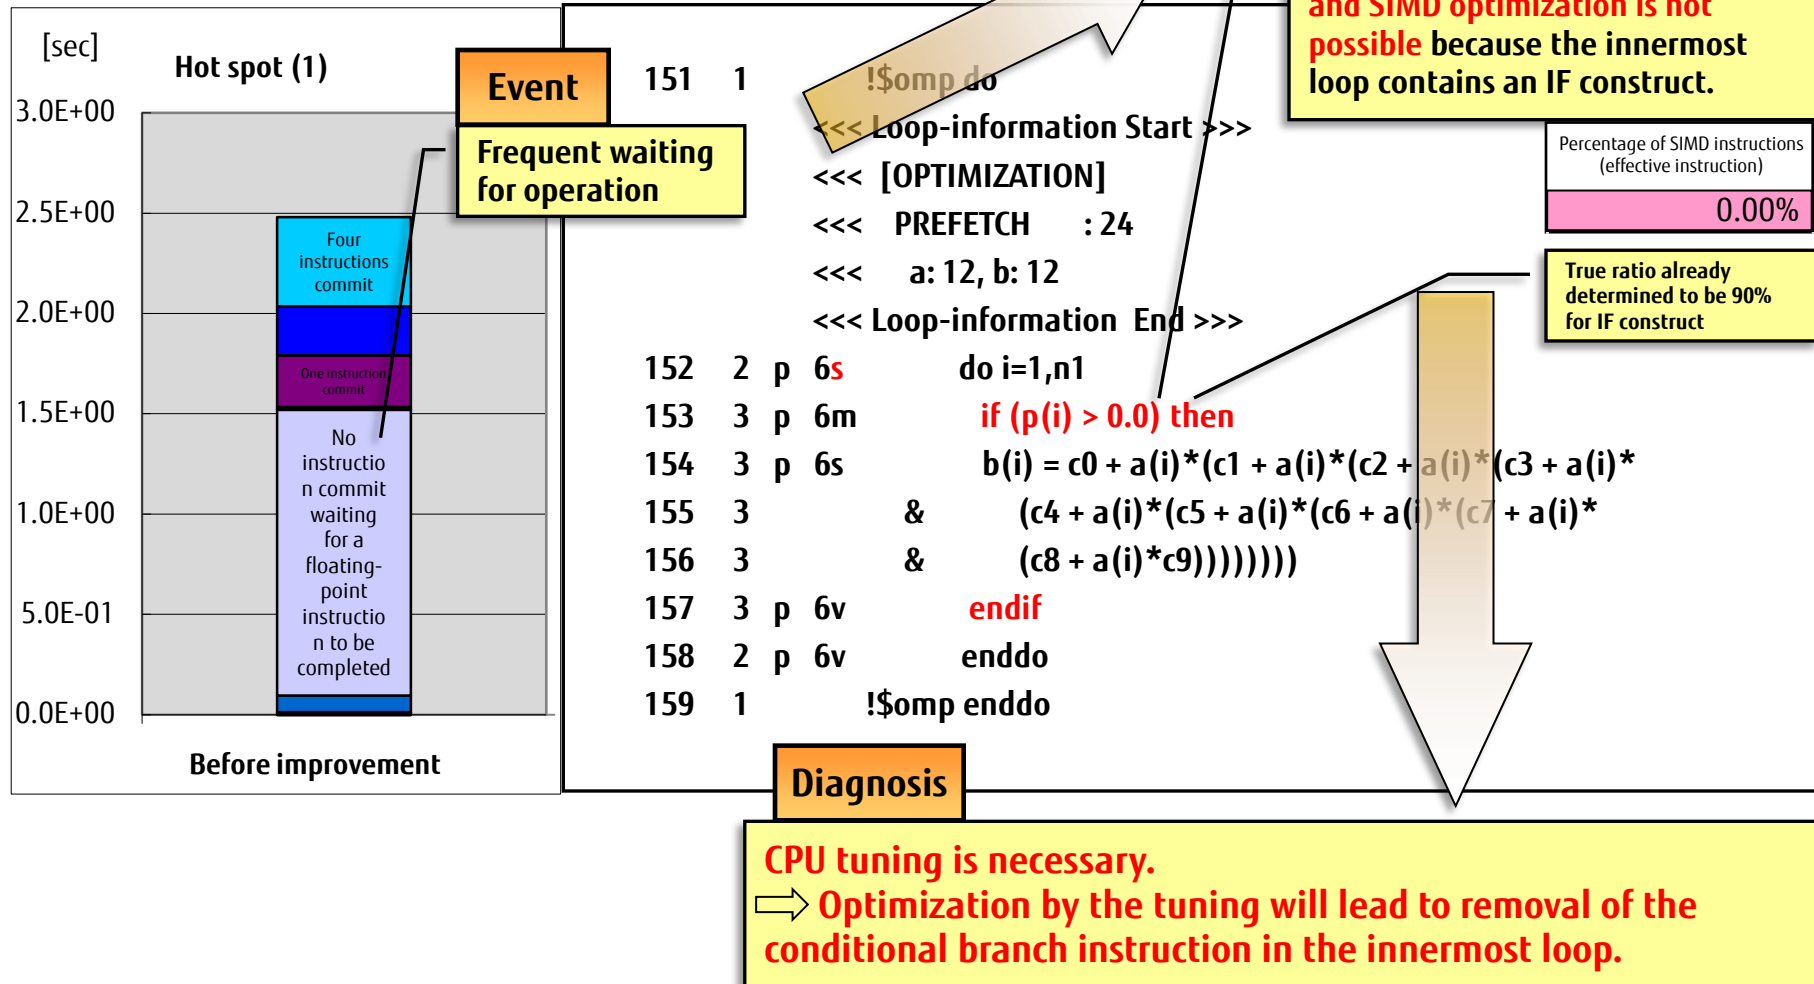 [sec]
Hot spot (1)
3.0E+00
2.5E+00
2.0E+00
1.5E+00
1.0E+00
5.0E-01
0.0E+00
Four
instructions
commit
One instruction
commit
No
instructio
n commit
waiting
for a
floating-
point
instructio
n to be
completed
Before improvement
Event
Frequent waiting
for operation
and SIMD optimization is not
possible because the innermost
loop contains an IF construct.
Percentage of SIMD instructions
(effective instruction)
0.00%
True ratio already
determined to be 90%
for IF construct
151 1 !$omp do
<<< Loop-information Start >>>
<<< [OPTIMIZATION]
<<< PREFETCH : 24
<<< a: 12, b: 12
<<< Loop-information End >>>
152 2 p 6s do i=1,n1
153 3 p 6m if (p(i) > 0.0) then
154 3 p 6s b(i) = c0 + a(i)*(c1 + a(i)*(c2 + a(i)*(c3 + a(i)*
155 3 & (c4 + a(i)*(c5 + a(i)*(c6 + a(i)*(c7 + a(i)*
156 3 & (c8 + a(i)*c9))))))))
157 3 p 6v endif
158 2 p 6v enddo
159 1 !$omp enddo
Diagnosis
CPU tuning is necessary.
⇨ Optimization by the tuning will lead to removal of the
conditional branch instruction in the innermost loop.